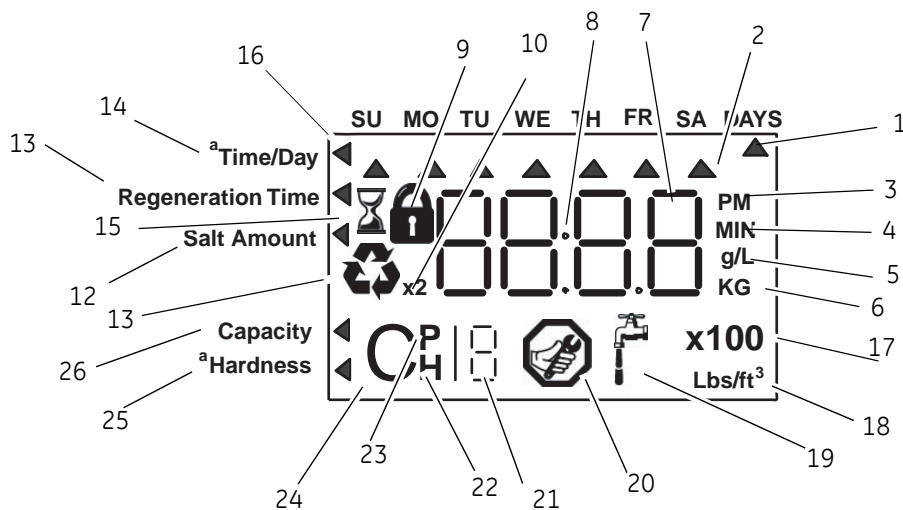 16 9 10 8 7 2
14 SU MO TU WE TH FR SA DAYS 1
13 aTime/Day
Regeneration Time PM 3
15 MIN 4
Salt Amount g/L 5
12 x2 KG 6
13
26 Capacity CP 8 x100 17
25 aHardness H Lbs/ft³ 18
24 23 22 21 20 19